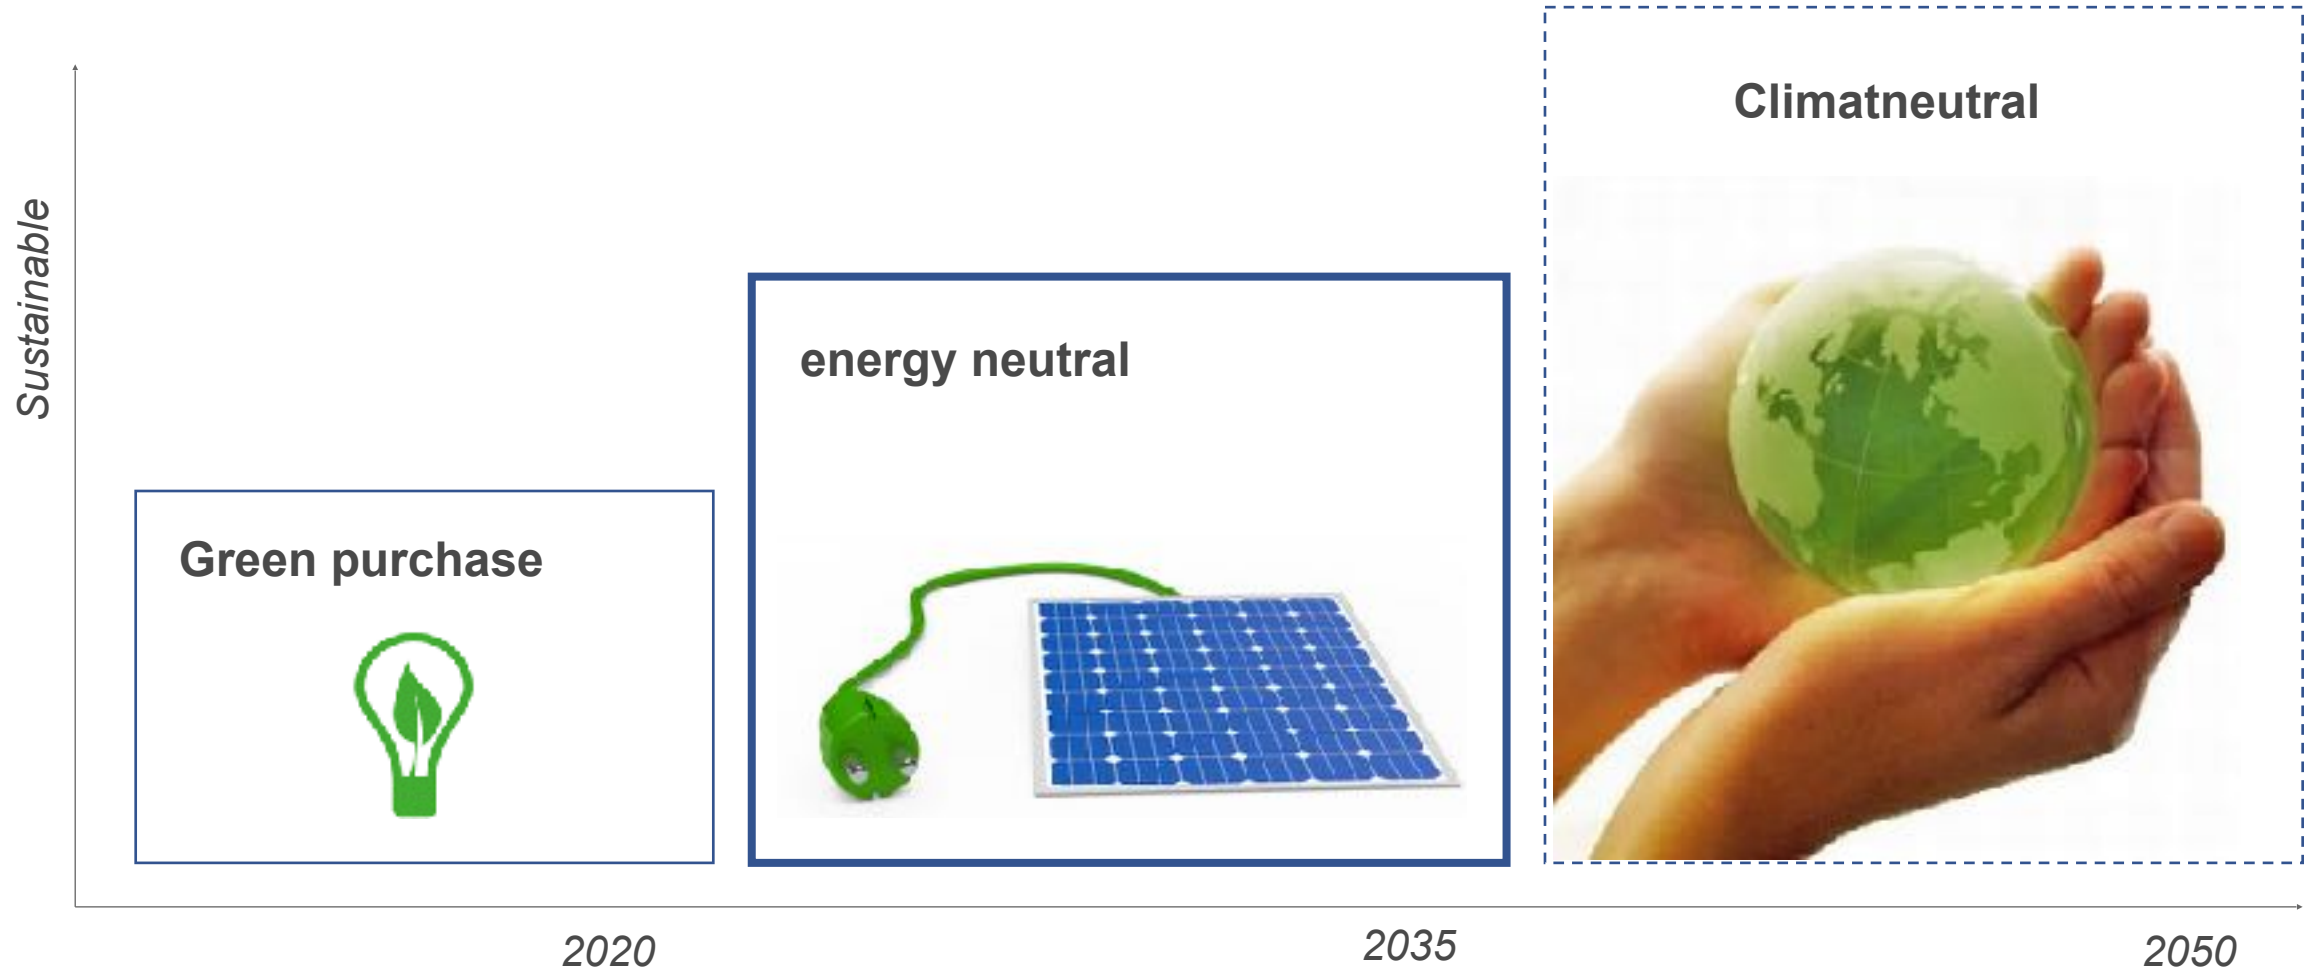 Climatneutral
Sustainable
energy neutral
Green purchase
2020
2035
2050